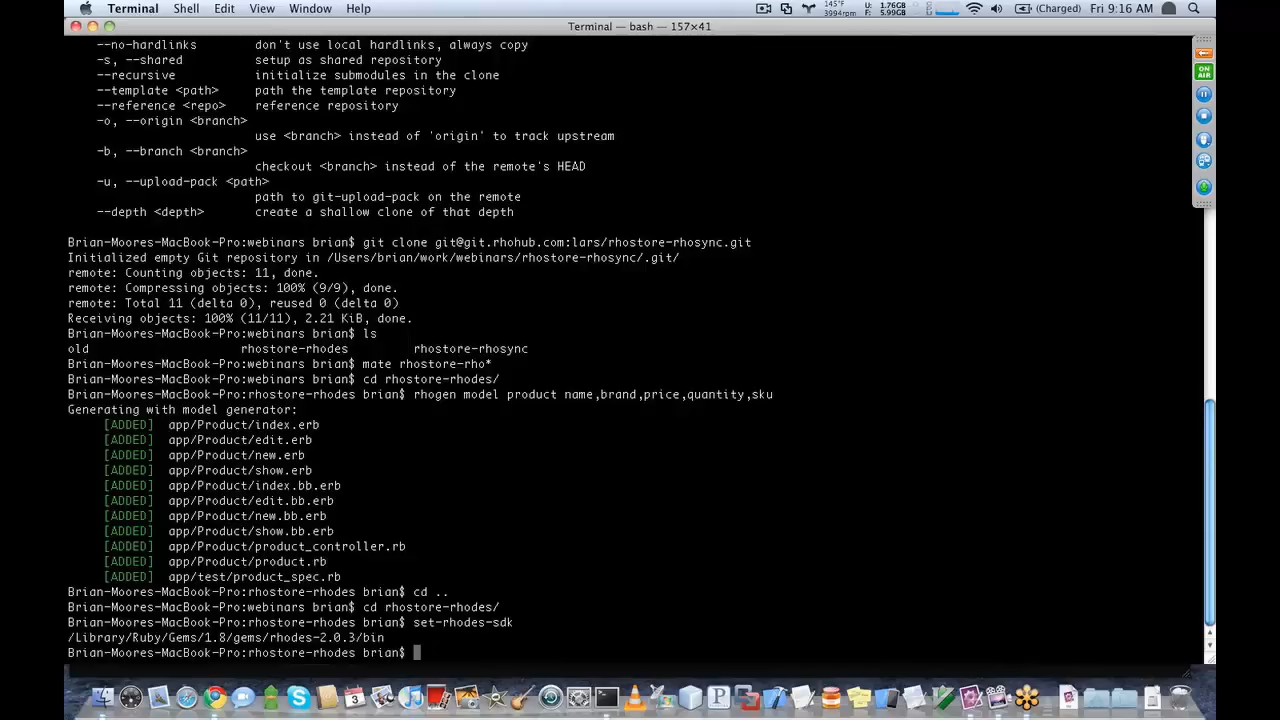 Terminal Shell Edit View Window Help 145°F 3994rpm U: 1.76GB F: 5.99GB (Charged) Fri 9:16 AM
Terminal — bash — 157×41
--no-hardlinks don't use local hardlinks, always copy
-s, --shared setup as shared repository
--recursive initialize submodules in the clone
--template <path> path the template repository
--reference <repo> reference repository
-o, --origin <branch>
use <branch> instead of 'origin' to track upstream
-b, --branch <branch>
checkout <branch> instead of the remote's HEAD
-u, --upload-pack <path>
path to git-upload-pack on the remote
--depth <depth> create a shallow clone of that depth
Brian-Moores-MacBook-Pro:webinars brian$ git clone git@git.rhohub.com:lars/rhostore-rhosync.git
Initialized empty Git repository in /Users/brian/work/webinars/rhostore-rhosync/.git/
remote: Counting objects: 11, done.
remote: Compressing objects: 100% (9/9), done.
remote: Total 11 (delta 0), reused 0 (delta 0)
Receiving objects: 100% (11/11), 2.21 KiB, done.
Brian-Moores-MacBook-Pro:webinars brian$ ls
old rhostore-rhodes rhostore-rhosync
Brian-Moores-MacBook-Pro:webinars brian$ mate rhostore-rho*
Brian-Moores-MacBook-Pro:webinars brian$ cd rhostore-rhodes/
Brian-Moores-MacBook-Pro:rhostore-rhodes brian$ rhogen model product name,brand,price,quantity,sku
Generating with model generator:
[ADDED] app/Product/index.erb
[ADDED] app/Product/edit.erb
[ADDED] app/Product/new.erb
[ADDED] app/Product/show.erb
[ADDED] app/Product/index.bb.erb
[ADDED] app/Product/edit.bb.erb
[ADDED] app/Product/new.bb.erb
[ADDED] app/Product/show.bb.erb
[ADDED] app/Product/product_controller.rb
[ADDED] app/Product/product.rb
[ADDED] app/test/product_spec.rb
Brian-Moores-MacBook-Pro:rhostore-rhodes brian$ cd ..
Brian-Moores-MacBook-Pro:webinars brian$ cd rhostore-rhodes/
Brian-Moores-MacBook-Pro:rhostore-rhodes brian$ set-rhodes-sdk
/Library/Ruby/Gems/1.8/gems/rhodes-2.0.3/bin
Brian-Moores-MacBook-Pro:rhostore-rhodes brian$
ON AIR